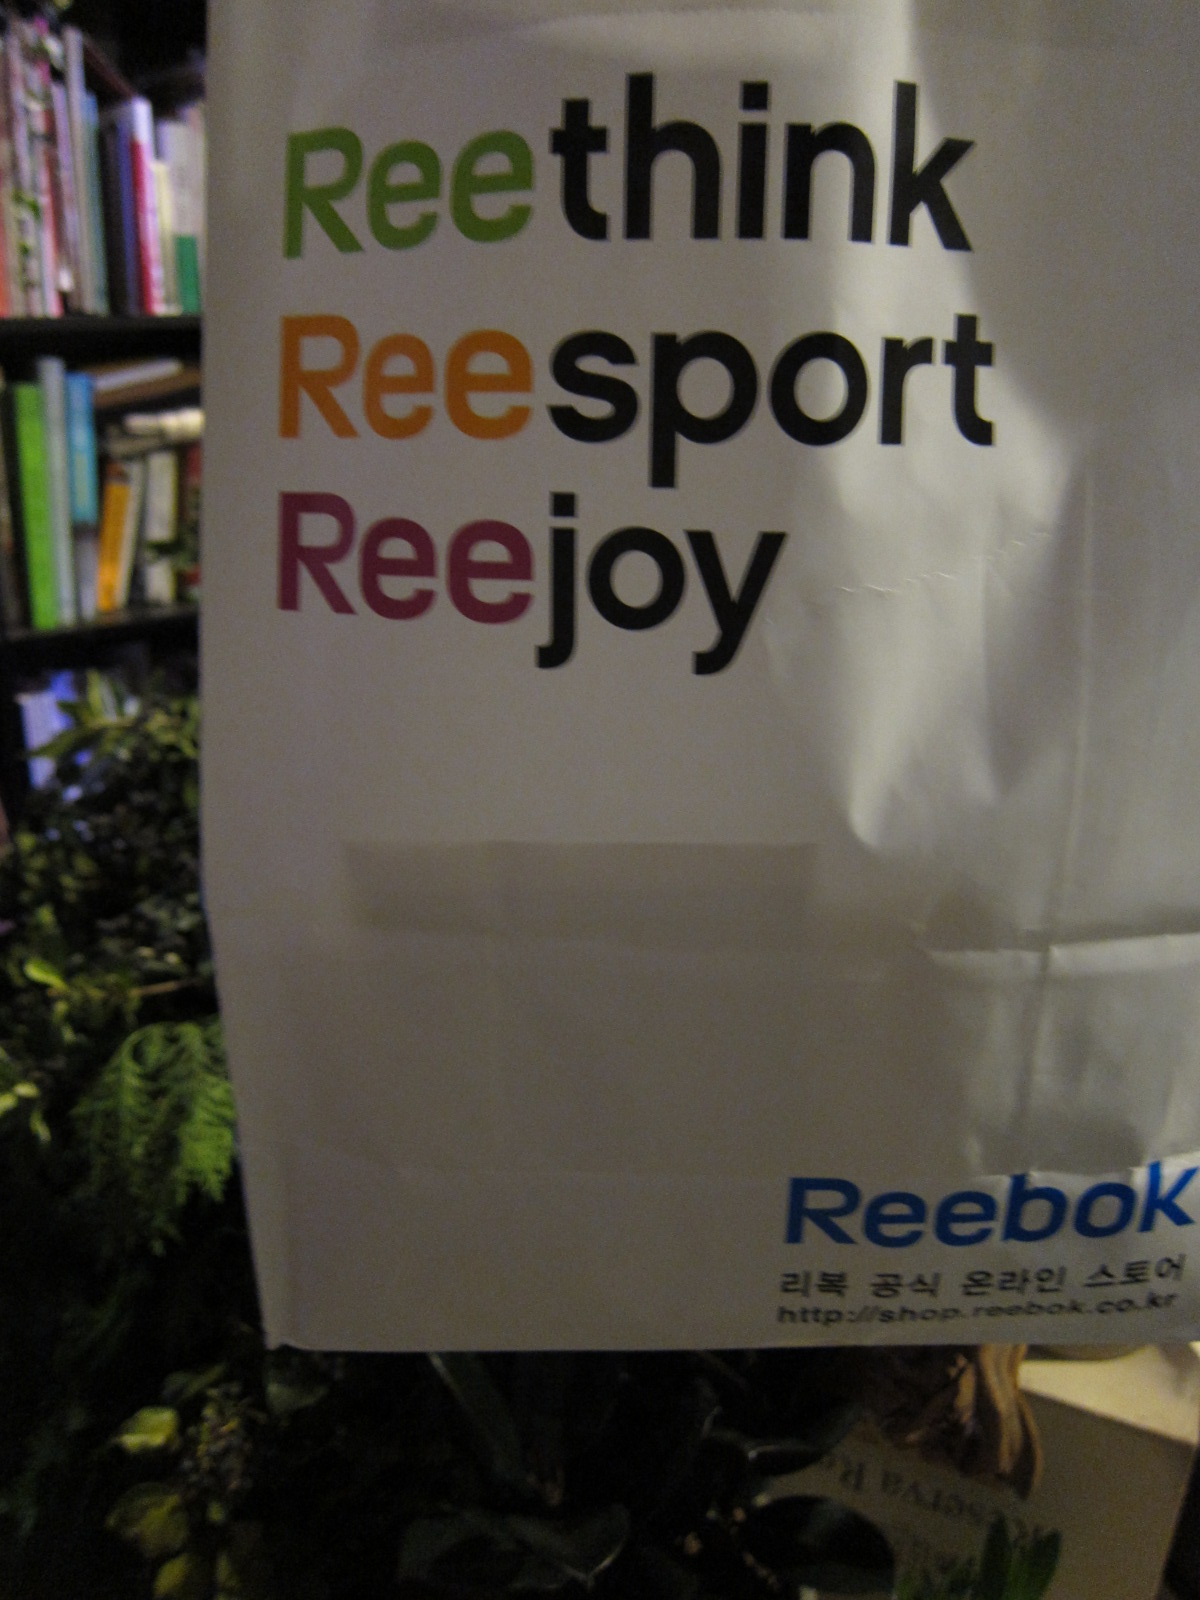 Reethink
Reesport
Reejoy
Reebok
리복 공식 온라인 스토어
http://shop.reebok.co.kr
Reserva